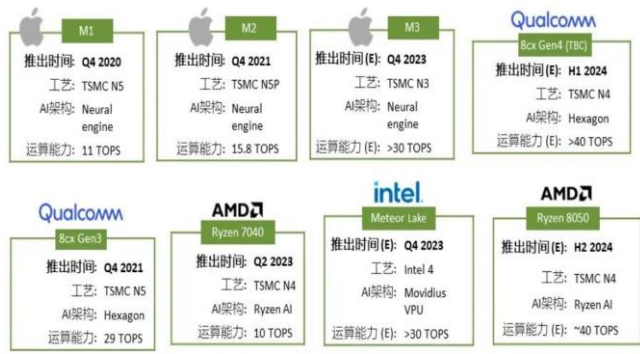 M1
推出时间: Q4 2020
工艺: TSMC N5
AI架构: Neural
engine
运算能力: 11 TOPS
M2
推出时间: Q4 2021
工艺: TSMC N5P
AI架构: Neural
engine
运算能力: 15.8 TOPS
M3
推出时间(E): Q4 2023
工艺: TSMC N3
AI架构: Neural
engine
运算能力(E): >30 TOPS
Qualcomm
8cx Gen4 (TBC)
推出时间(E): H1 2024
工艺: TSMC N4
AI架构: Hexagon
运算能力(E): >40 TOPS
Qualcomm
8cx Gen3
推出时间: Q4 2021
工艺: TSMC N5
AI架构: Hexagon
运算能力: 29 TOPS
AMD
Ryzen 7040
推出时间: Q2 2023
工艺: TSMC N4
AI架构: Ryzen AI
运算能力: 10 TOPS
intel.
Meteor Lake
推出时间(E): Q4 2023
工艺: Intel 4
AI架构: Movidius
VPU
运算能力(E): >30 TOPS
AMD
Ryzen 8050
推出时间(E): H2 2024
工艺: TSMC N4
AI架构: Ryzen AI
运算能力(E): ~40 TOPS